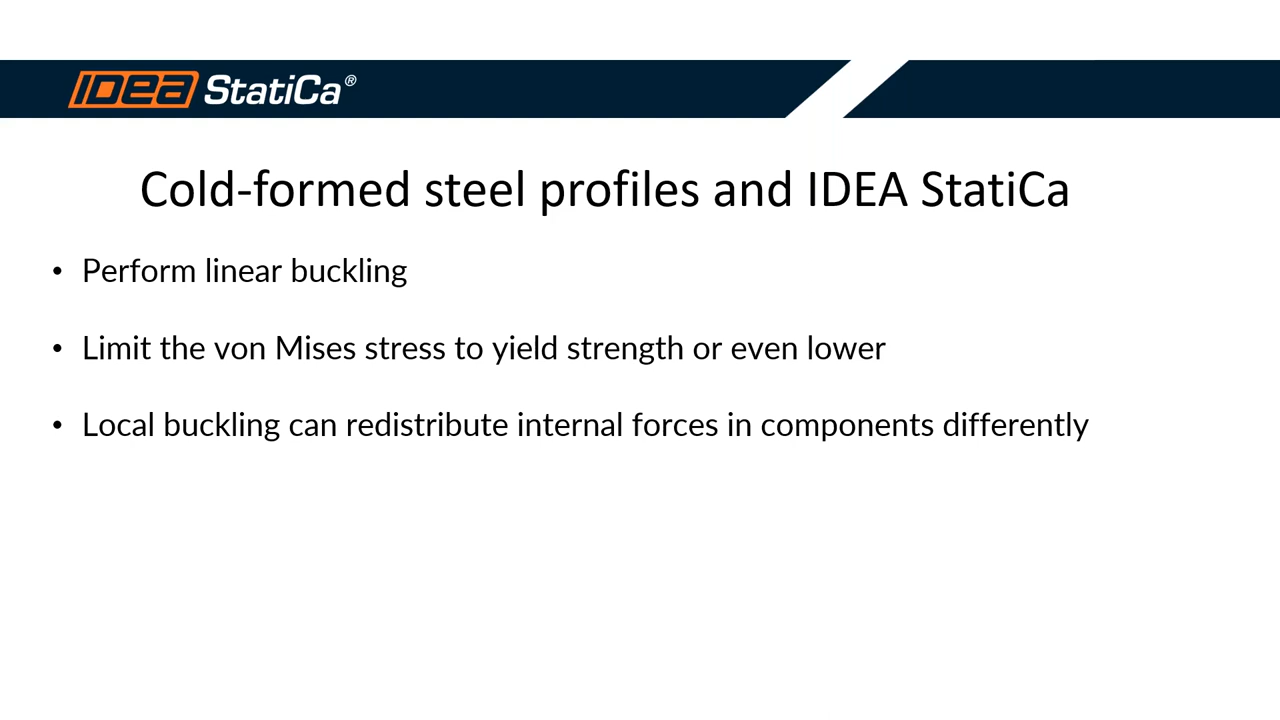 IDEA StatiCa®
Cold-formed steel profiles and IDEA StatiCa
• Perform linear buckling
• Limit the von Mises stress to yield strength or even lower
• Local buckling can redistribute internal forces in components differently